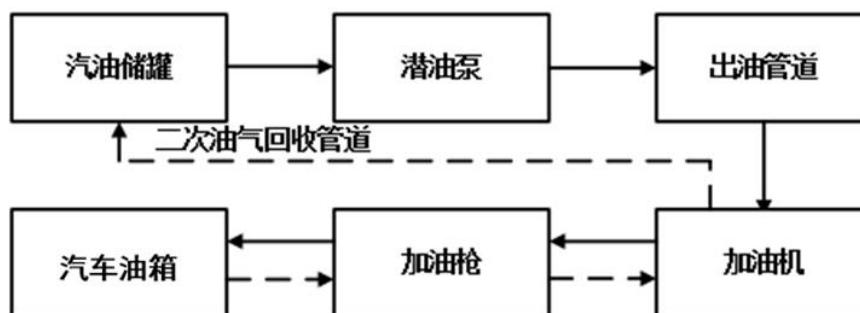 汽油储罐
潜油泵
出油管道
二次油气回收管道
汽车油箱
加油枪
加油机